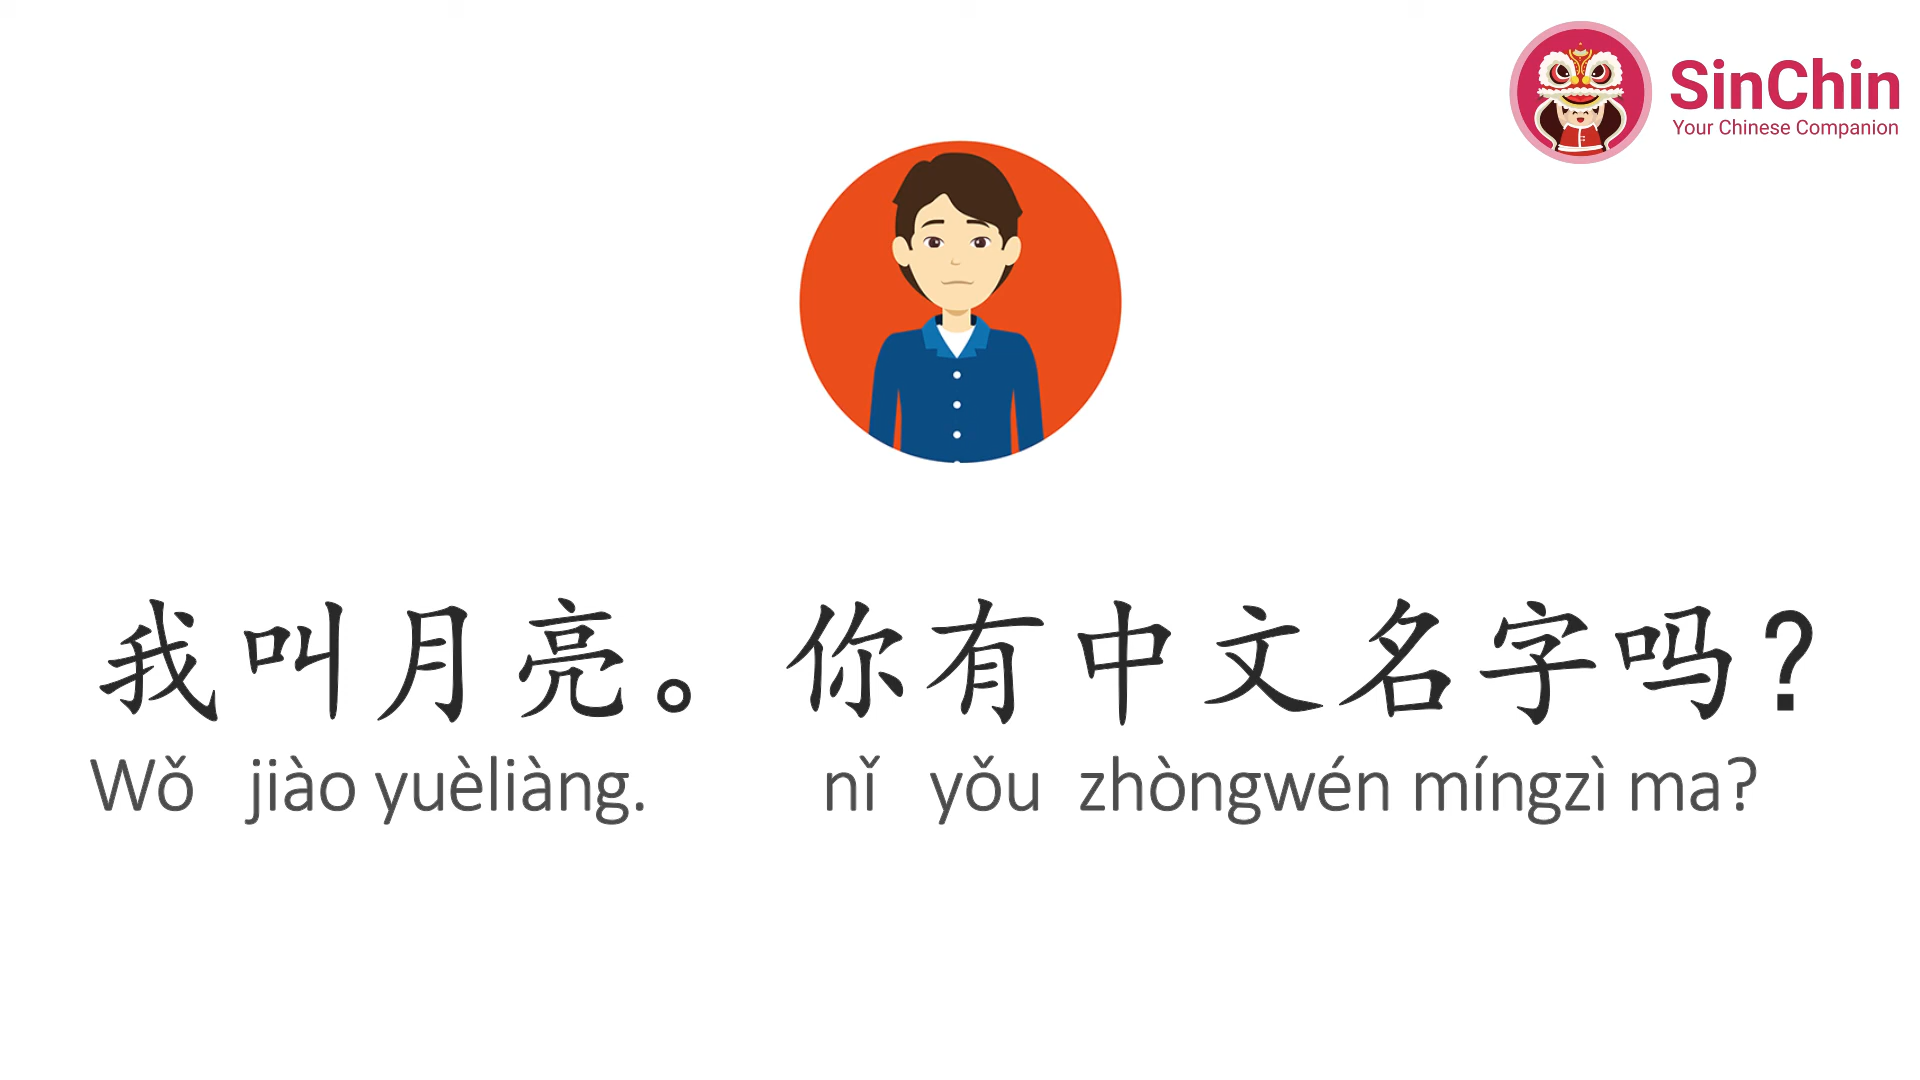 SinChin
Your Chinese Companion
我叫月亮。你有中文名字吗?
Wǒ jiào yuèliàng. nǐ yǒu zhòngwén míngzì ma?